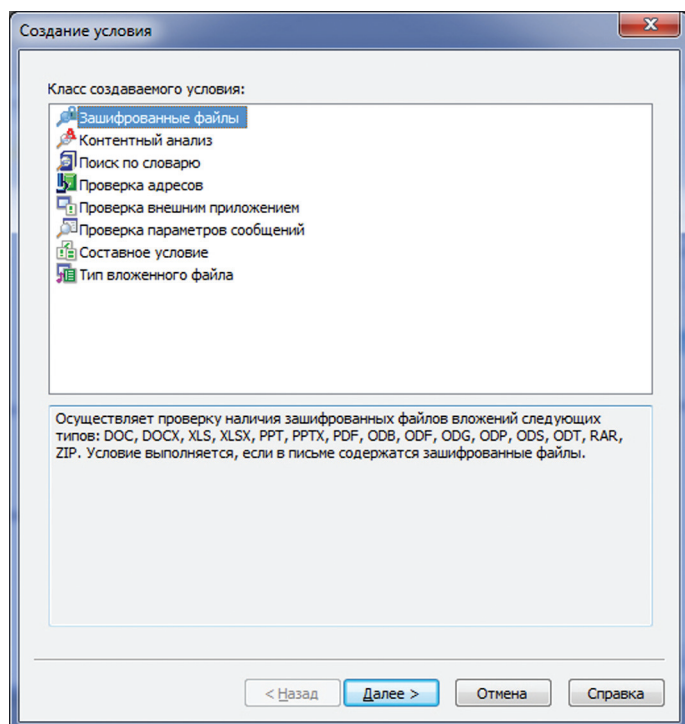 Создание условия
Класс создаваемого условия:
Зашифрованные файлы
Контентный анализ
Поиск по словарю
Проверка адресов
Проверка внешним приложением
Проверка параметров сообщений
Составное условие
Тип вложенного файла
Осуществляет проверку наличия зашифрованных файлов вложений следующих
типов: DOC, DOCX, XLS, XLSX, PPT, PPTX, PDF, ODB, ODF, ODG, ODP, ODS, ODT, RAR,
ZIP. Условие выполняется, если в письме содержатся зашифрованные файлы.
< Назад Далее > Отмена Справка